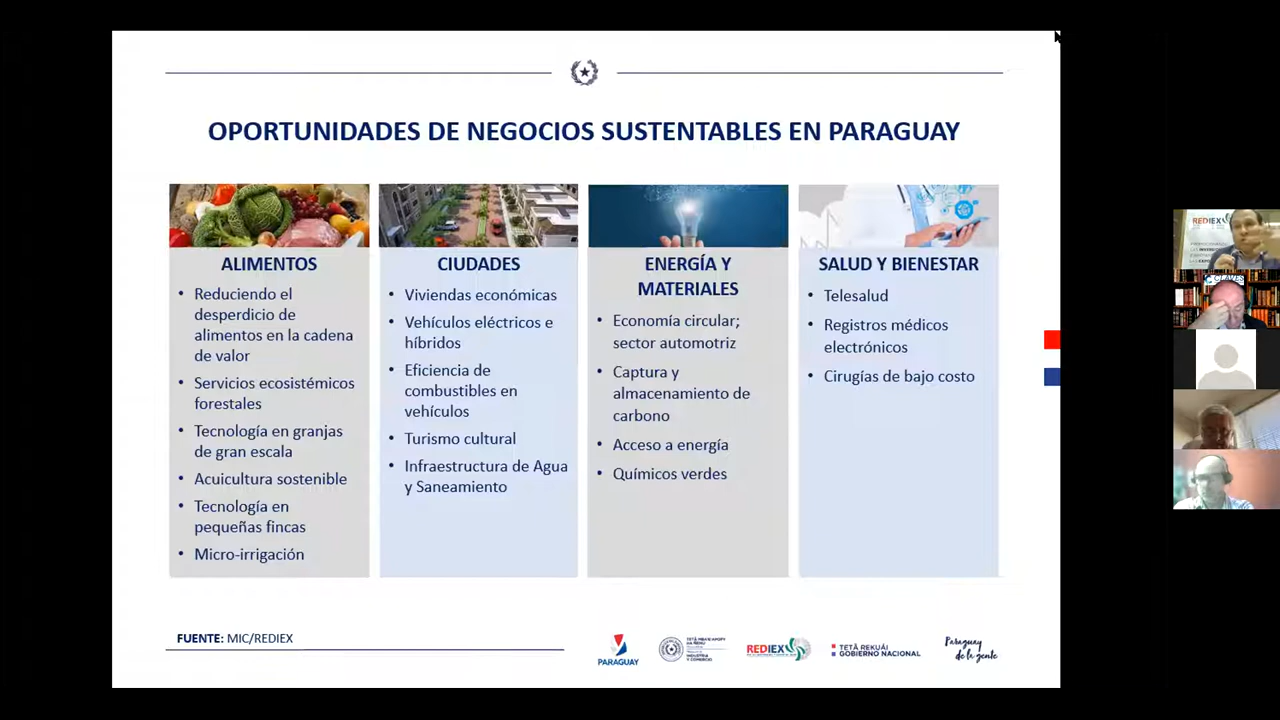 OPORTUNIDADES DE NEGOCIOS SUSTENTABLES EN PARAGUAY
ALIMENTOS
• Reduciendo el
desperdicio de
alimentos en la cadena
de valor
• Servicios ecosistémicos
forestales
• Tecnología en granjas
de gran escala
• Acuicultura sostenible
• Tecnología en
pequeñas fincas
• Micro-irrigación
CIUDADES
• Viviendas económicas
• Vehículos eléctricos e
híbridos
• Eficiencia de
combustibles en
vehículos
• Turismo cultural
• Infraestructura de Agua
y Saneamiento
ENERGÍA Y
MATERIALES
• Economía circular;
sector automotriz
• Captura y
almacenamiento de
carbono
• Acceso a energía
• Químicos verdes
SALUD Y BIENESTAR
• Telesalud
• Registros médicos
electrónicos
• Cirugías de bajo costo
FUENTE: MIC/REDIEX
PARAGUAY
INDUSTRIA
Y COMERCIO
REDIEX
TETÃ REKUÁI
GOBIERNO NACIONAL
Paraguay
de la gente
REDIEX
CLAVES